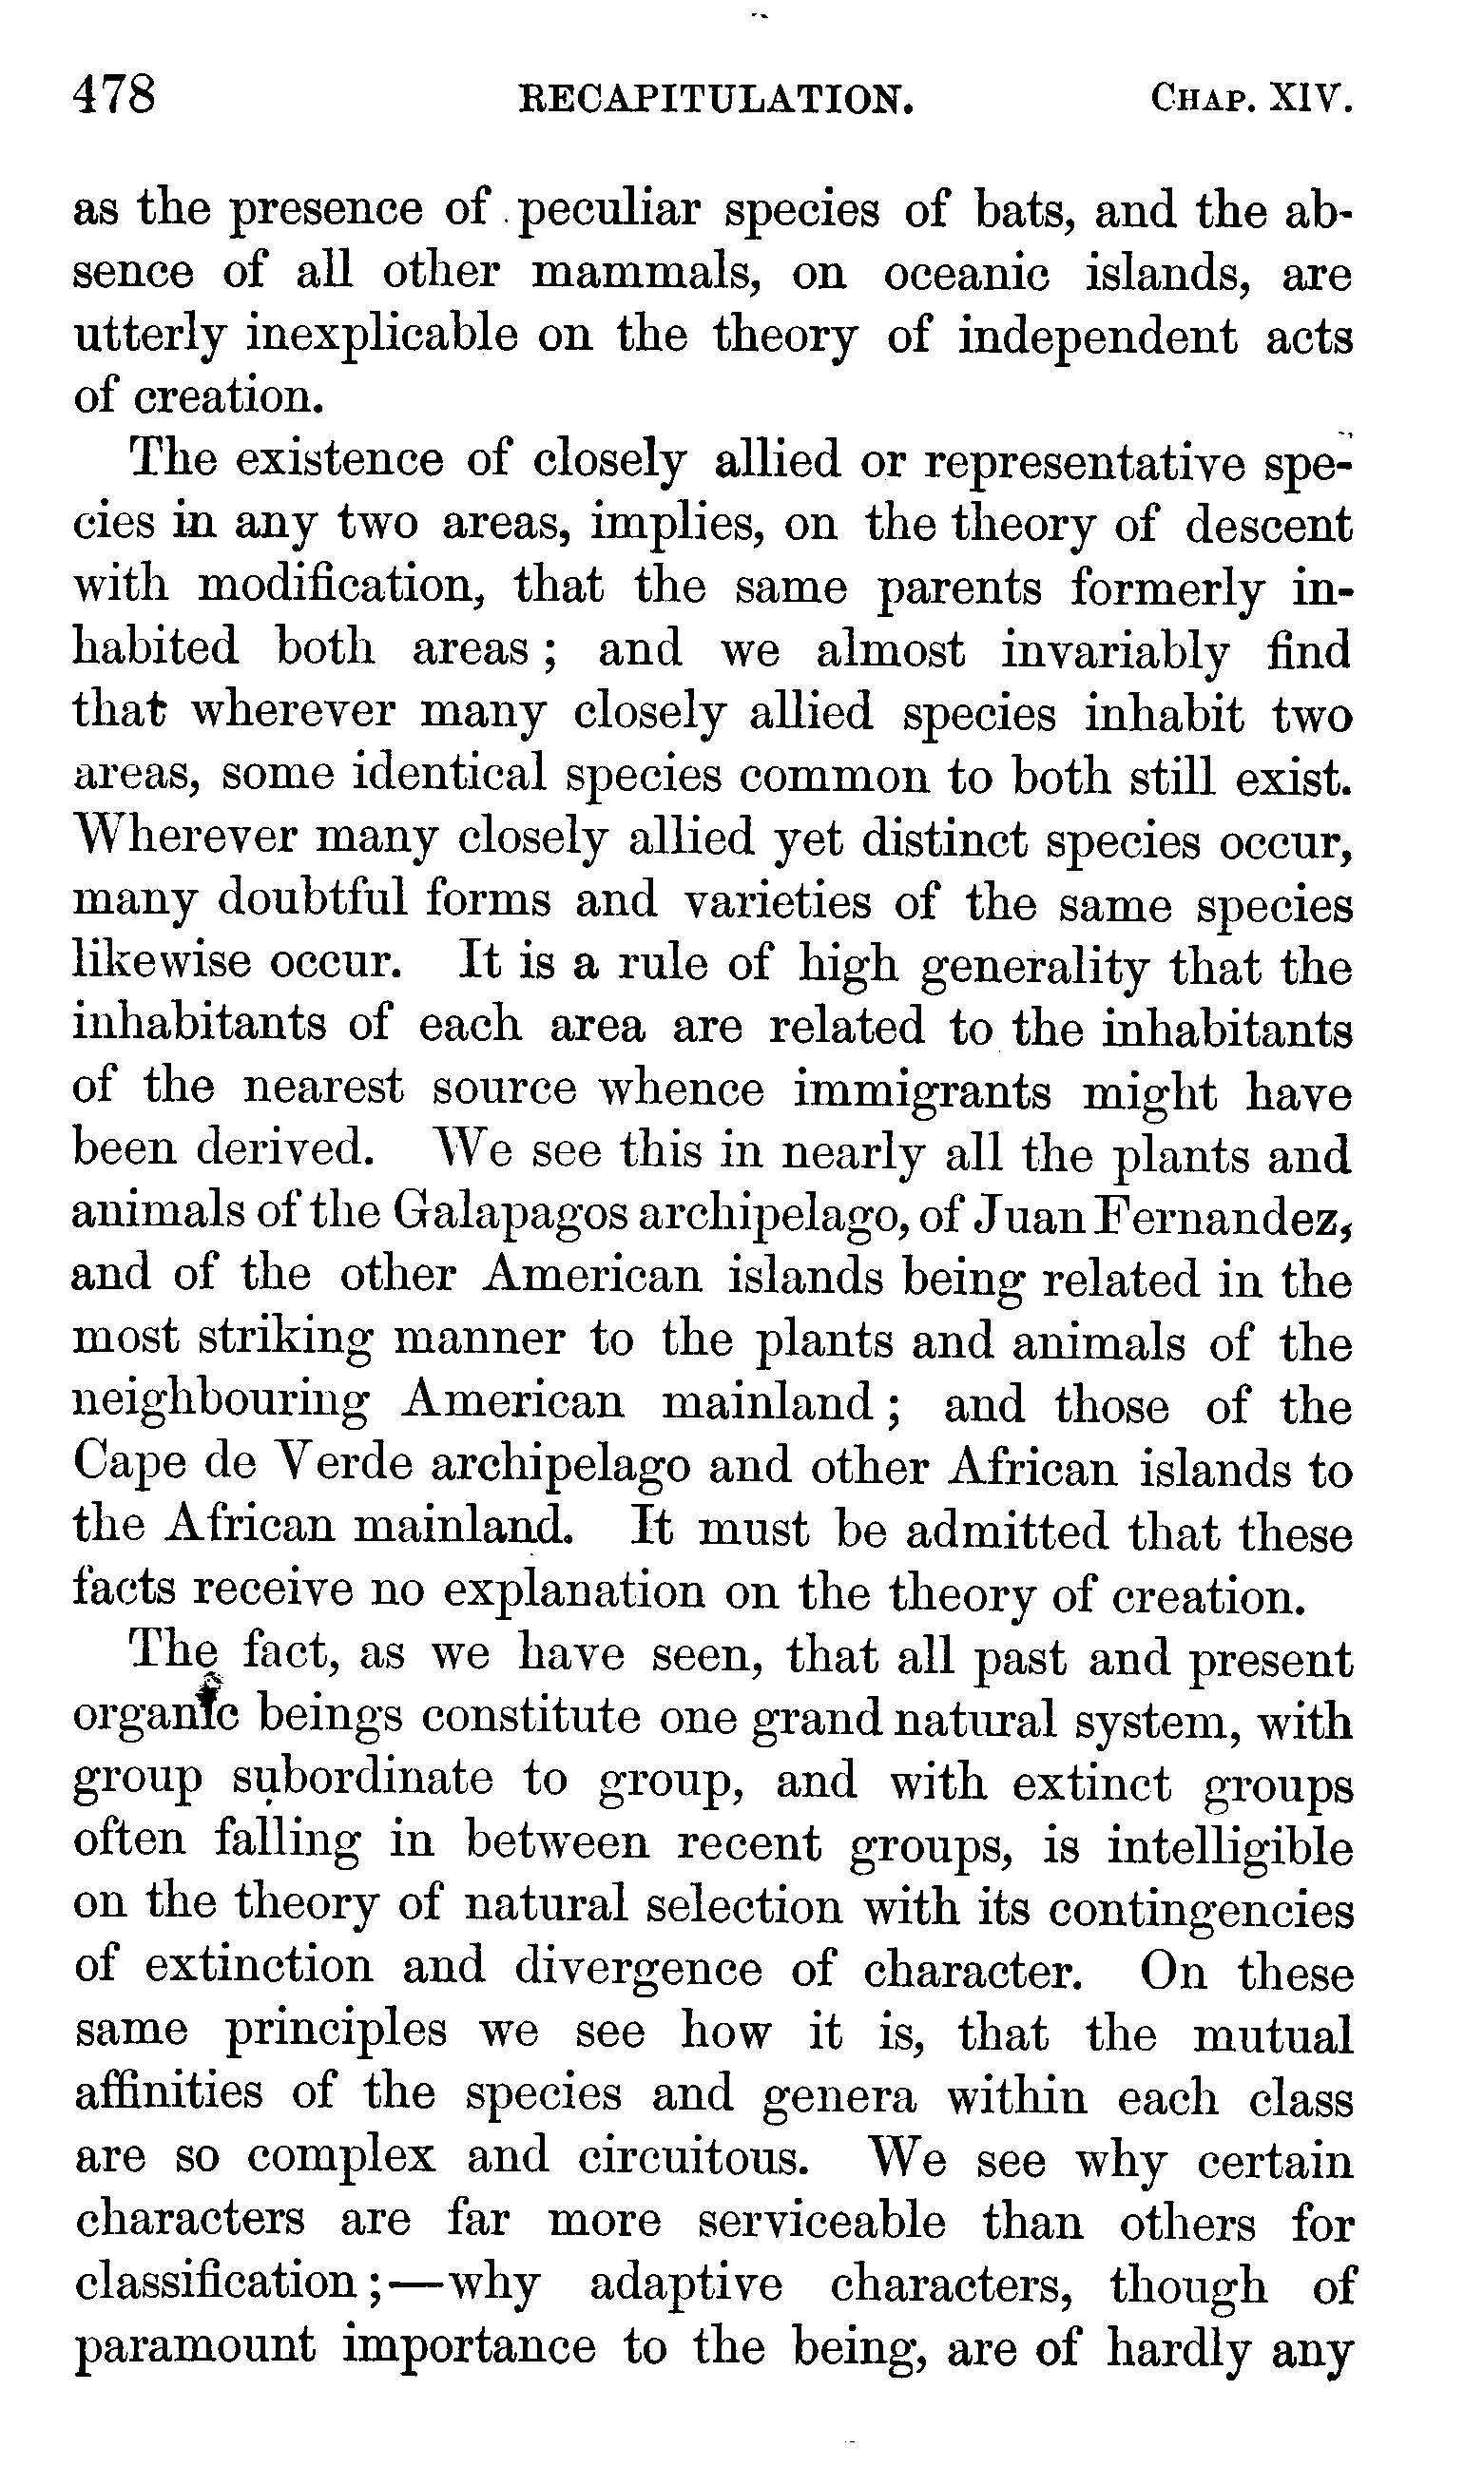 478 RECAPITULATION. CHAP. XIV.
as the presence of peculiar species of bats, and the ab-
sence of all other mammals, on oceanic islands, are
utterly inexplicable on the theory of independent acts
of creation.
The existence of closely allied or representative spe-
cies in any two areas, implies, on the theory of descent
with modification, that the same parents formerly in-
habited both areas; and we almost invariably find
that wherever many closely allied species inhabit two
areas, some identical species common to both still exist.
Wherever many closely allied yet distinct species occur,
many doubtful forms and varieties of the same species
likewise occur. It is a rule of high generality that the
inhabitants of each area are related to the inhabitants
of the nearest source whence immigrants might have
been derived. We see this in nearly all the plants and
animals of the Galapagos archipelago, of Juan Fernandez,
and of the other American islands being related in the
most striking manner to the plants and animals of the
neighbouring American mainland; and those of the
Cape de Verde archipelago and other African islands to
the African mainland. It must be admitted that these
facts receive no explanation on the theory of creation.
The fact, as we have seen, that all past and present
organic beings constitute one grand natural system, with
group subordinate to group, and with extinct groups
often falling in between recent groups, is intelligible
on the theory of natural selection with its contingencies
of extinction and divergence of character. On these
same principles we see how it is, that the mutual
affinities of the species and genera within each class
are so complex and circuitous. We see why certain
characters are far more serviceable than others for
classification;—why adaptive characters, though of
paramount importance to the being, are of hardly any